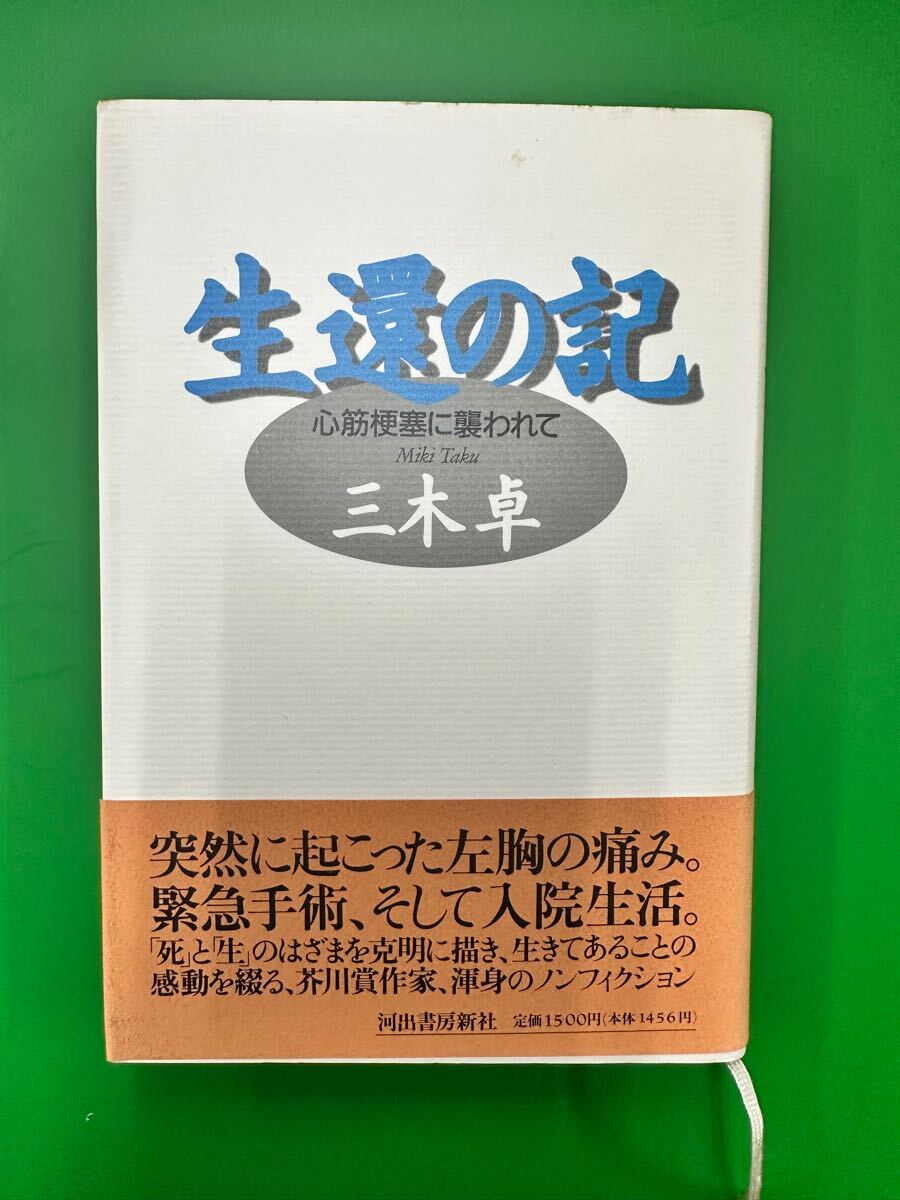 生還の記
心筋梗塞に襲われて
Miki Taku
三木 卓
突然に起こった左胸の痛み。
緊急手術、そして入院生活。
「死」と「生」のはざまを克明に描き、生きてあることの
感動を綴る、芥川賞作家、渾身のノンフィクション
河出書房新社 定価1500円(本体1456円)